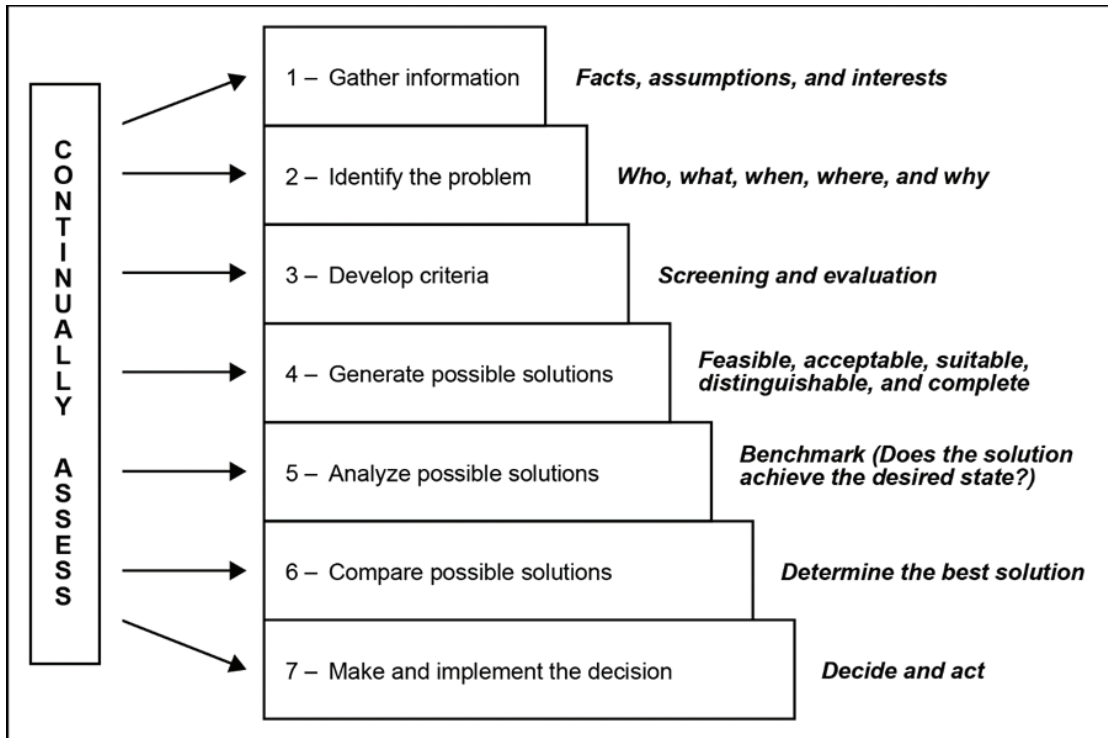 CONTINUALLY ASSESS
1 – Gather information
Facts, assumptions, and interests
2 – Identify the problem
Who, what, when, where, and why
3 – Develop criteria
Screening and evaluation
4 – Generate possible solutions
Feasible, acceptable, suitable,
distinguishable, and complete
5 – Analyze possible solutions
Benchmark (Does the solution
achieve the desired state?)
6 – Compare possible solutions
Determine the best solution
7 – Make and implement the decision
Decide and act